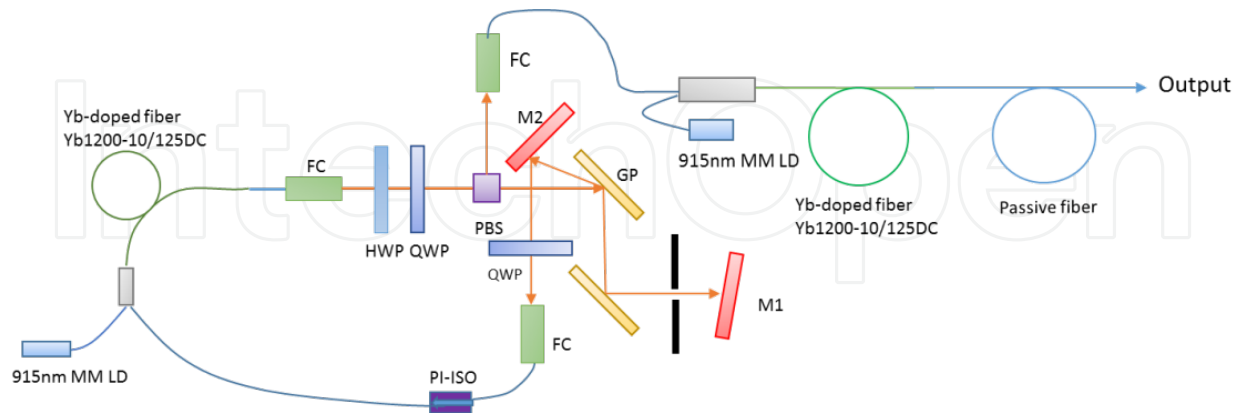 IntechOpen
FC
Output
M2
915nm MM LD
Yb-doped fiber
Yb1200-10/125DC
FC
GP
Yb-doped fiber
Yb1200-10/125DC
Passive fiber
HWP
QWP
PBS
QWP
M1
FC
915nm MM LD
PI-ISO